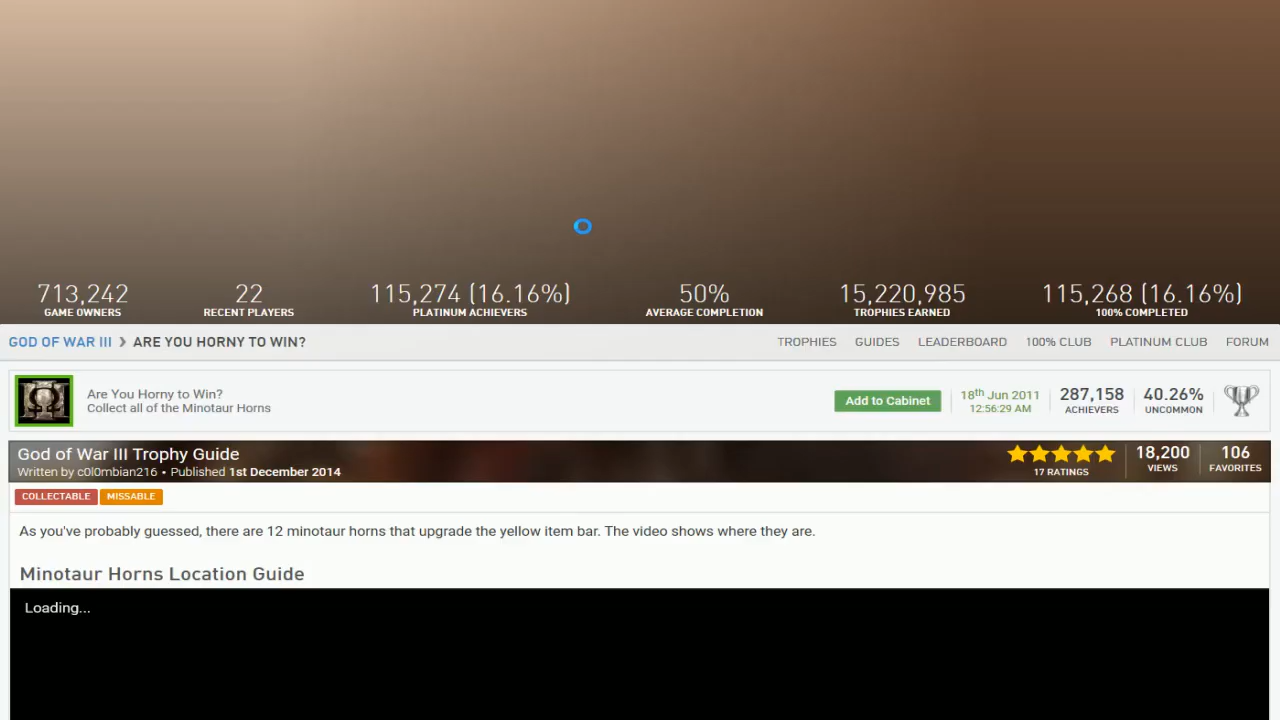 713,242 22 115,274 (16.16%) 50% 15,220,985 115,268 (16.16%)
GAME OWNERS RECENT PLAYERS PLATINUM ACHIEVERS AVERAGE COMPLETION TROPHIES EARNED 100% COMPLETED
GOD OF WAR III > ARE YOU HORNY TO WIN? TROPHIES GUIDES LEADERBOARD 100% CLUB PLATINUM CLUB FORUM
Are You Horny to Win?
Collect all of the Minotaur Horns
Add to Cabinet
18th Jun 2011
12:56:29 AM
287,158
ACHIEVERS
40.26%
UNCOMMON
God of War III Trophy Guide
Written by c0l0mbian216 • Published 1st December 2014
17 RATINGS
18,200
VIEWS
106
FAVORITES
COLLECTABLE MISSABLE
As you've probably guessed, there are 12 minotaur horns that upgrade the yellow item bar. The video shows where they are.
Minotaur Horns Location Guide
Loading...